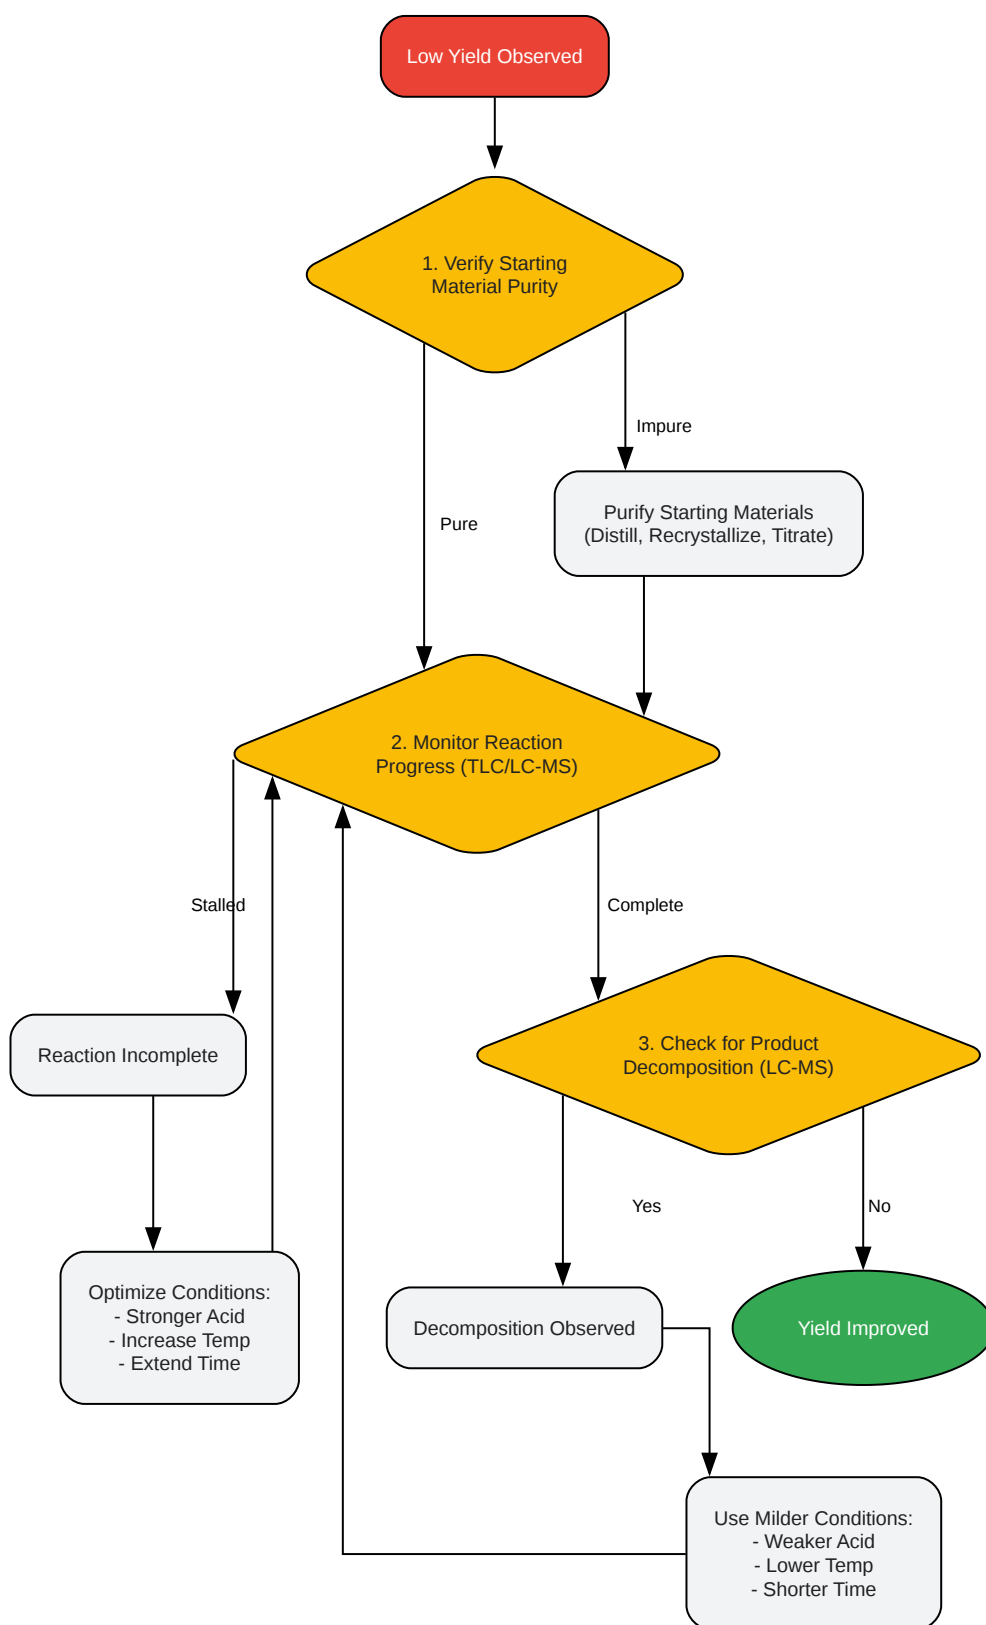 Low Yield Observed
1. Verify Starting
Material Purity
Impure
Purify Starting Materials
(Distill, Recrystallize, Titrate)
Pure
2. Monitor Reaction
Progress (TLC/LC-MS)
Stalled
Complete
Reaction Incomplete
3. Check for Product
Decomposition (LC-MS)
Yes
No
Optimize Conditions:
- Stronger Acid
- Increase Temp
- Extend Time
Decomposition Observed
Yield Improved
Use Milder Conditions:
- Weaker Acid
- Lower Temp
- Shorter Time